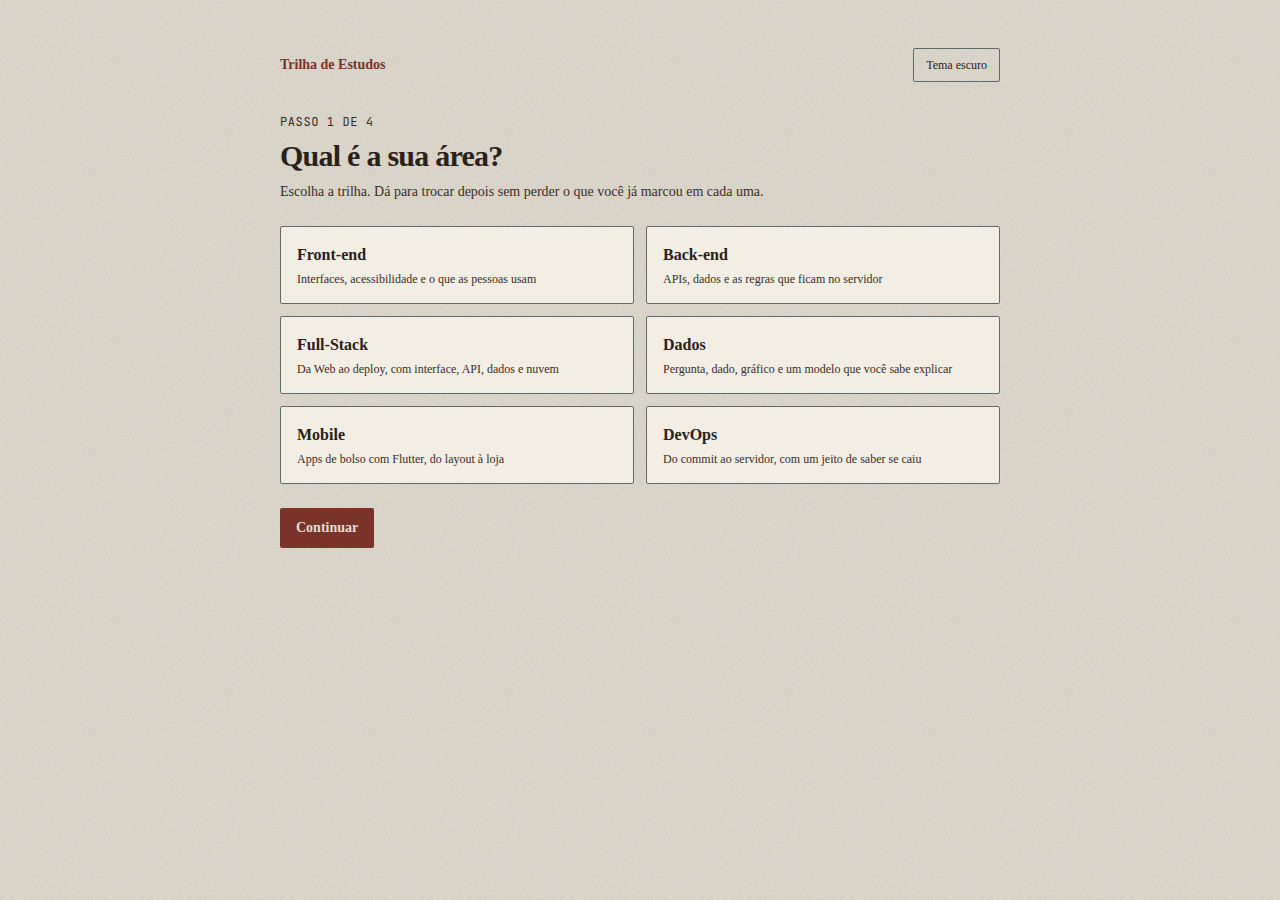 Trilha de Estudos
Tema escuro
PASSO 1 DE 4
Qual é a sua área?
Escolha a trilha. Dá para trocar depois sem perder o que você já marcou em cada uma.
Front-end
Interfaces, acessibilidade e o que as pessoas usam
Back-end
APIs, dados e as regras que ficam no servidor
Full-Stack
Da Web ao deploy, com interface, API, dados e nuvem
Dados
Pergunta, dado, gráfico e um modelo que você sabe explicar
Mobile
Apps de bolso com Flutter, do layout à loja
DevOps
Do commit ao servidor, com um jeito de saber se caiu
Continuar